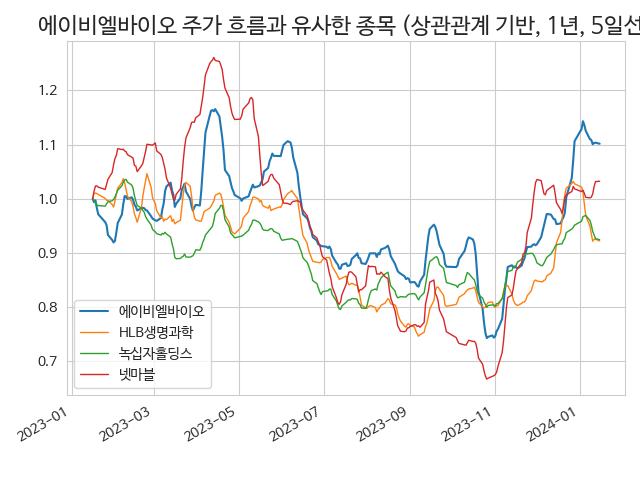 에이비엘바이오 주가 흐름과 유사한 종목 (상관관계 기반, 1년, 5일선
1.2
1.1
1.0
0.9
0.8
0.7
에이비엘바이오
HLB생명과학
녹십자홀딩스
넷마블
2023-01
2023-03
2023-05
2023-07
2023-09
2023-11
2024-01